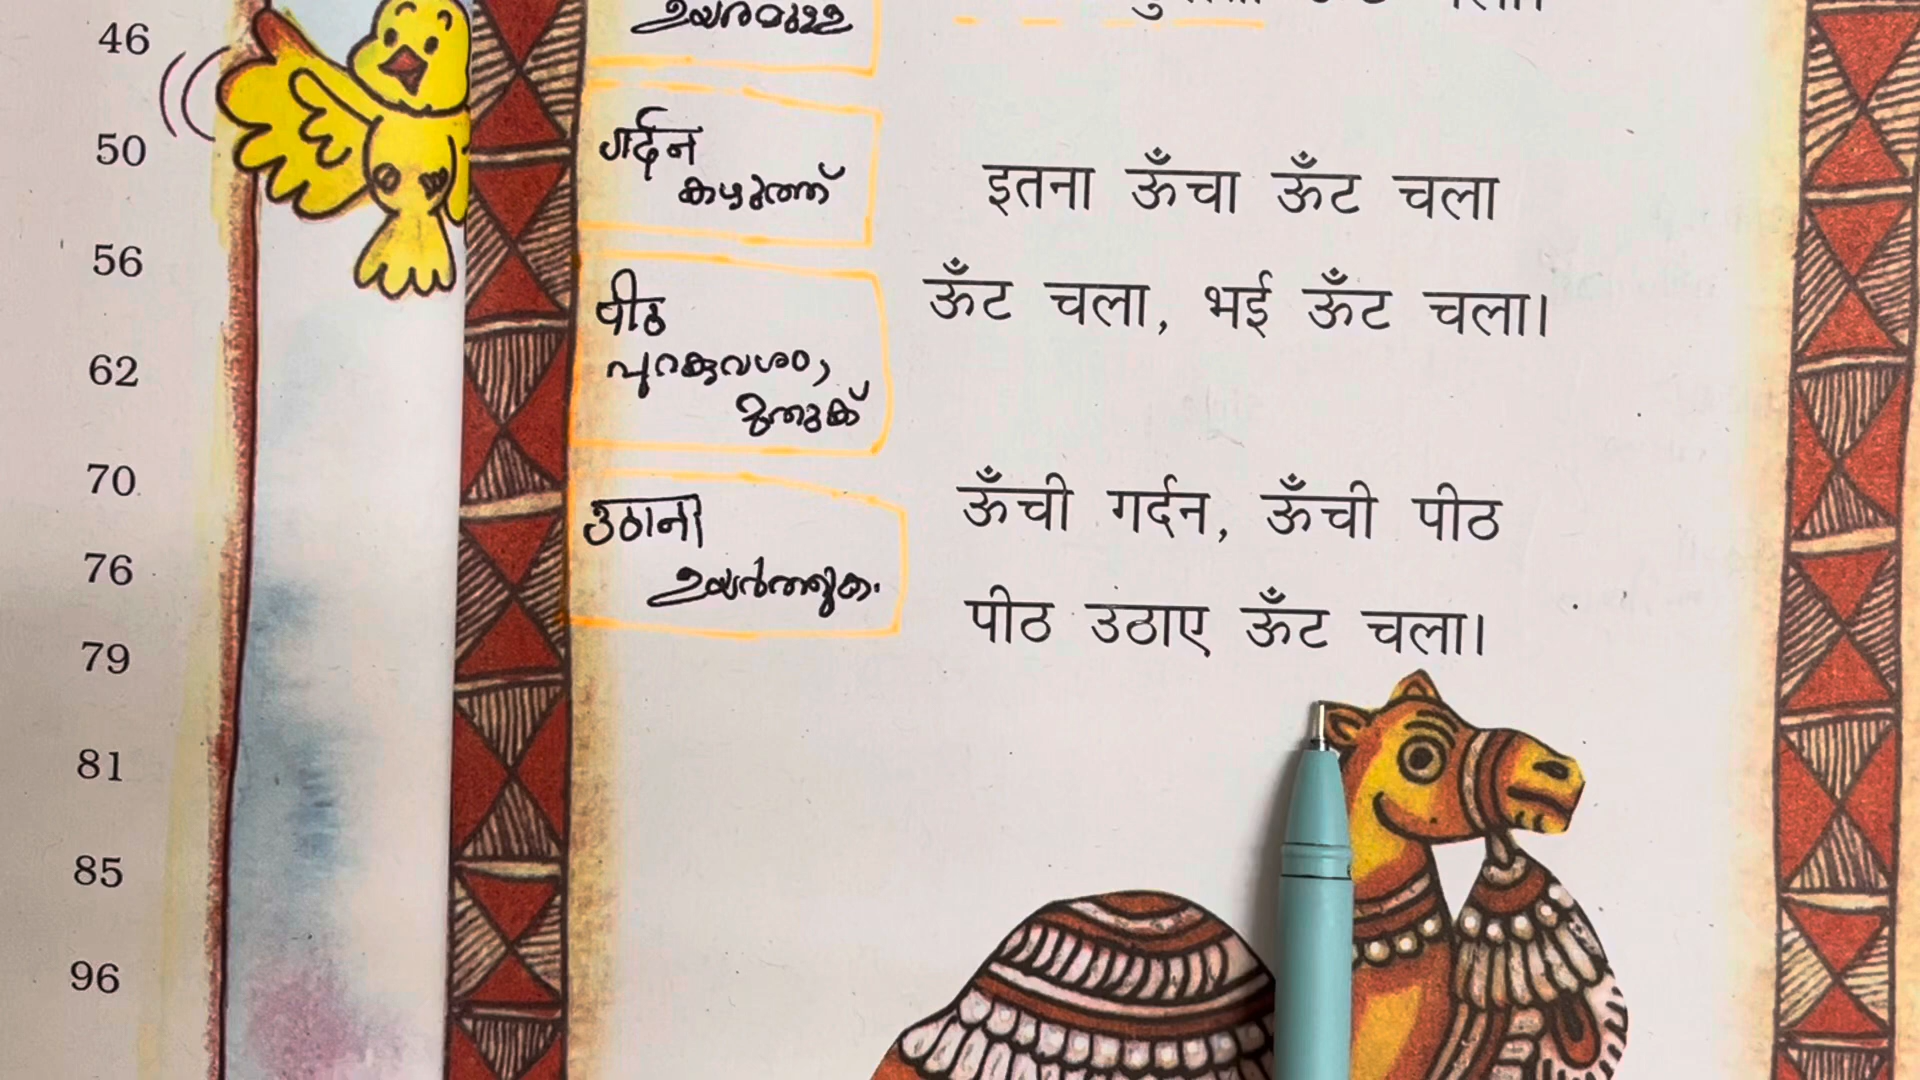 46
50
56
62
70
76
79
81
85
96
गर्दन
കഴുത്ത്
पीठ
പുറകുവശം,
മുതുക്
उठाना
ഉയർത്തുക.
इतना ऊँचा ऊँट चला
ऊँट चला, भई ऊँट चला।
ऊँची गर्दन, ऊँची पीठ
पीठ उठाए ऊँट चला।